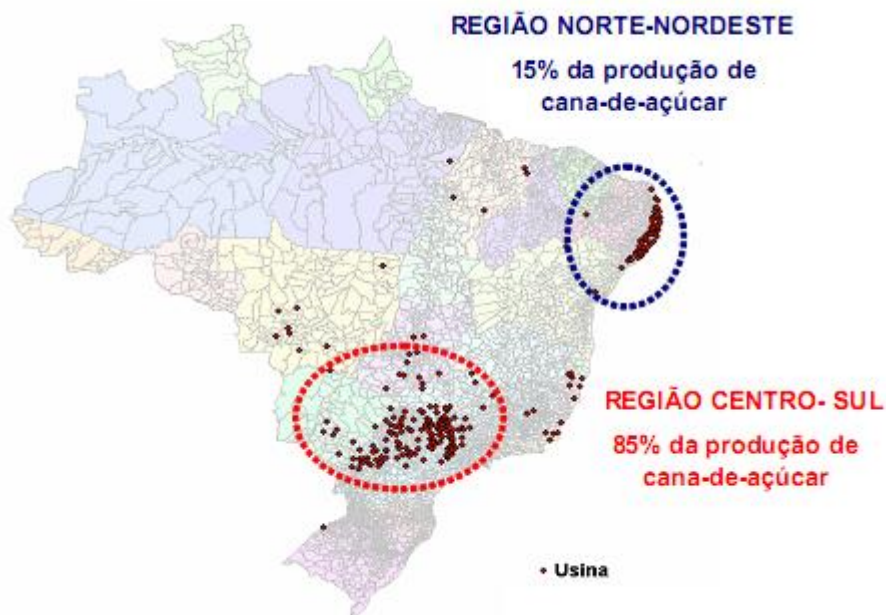 REGIÃO NORTE-NORDESTE
15% da produção de
cana-de-açúcar
REGIÃO CENTRO- SUL
85% da produção de
cana-de-açúcar
Usina